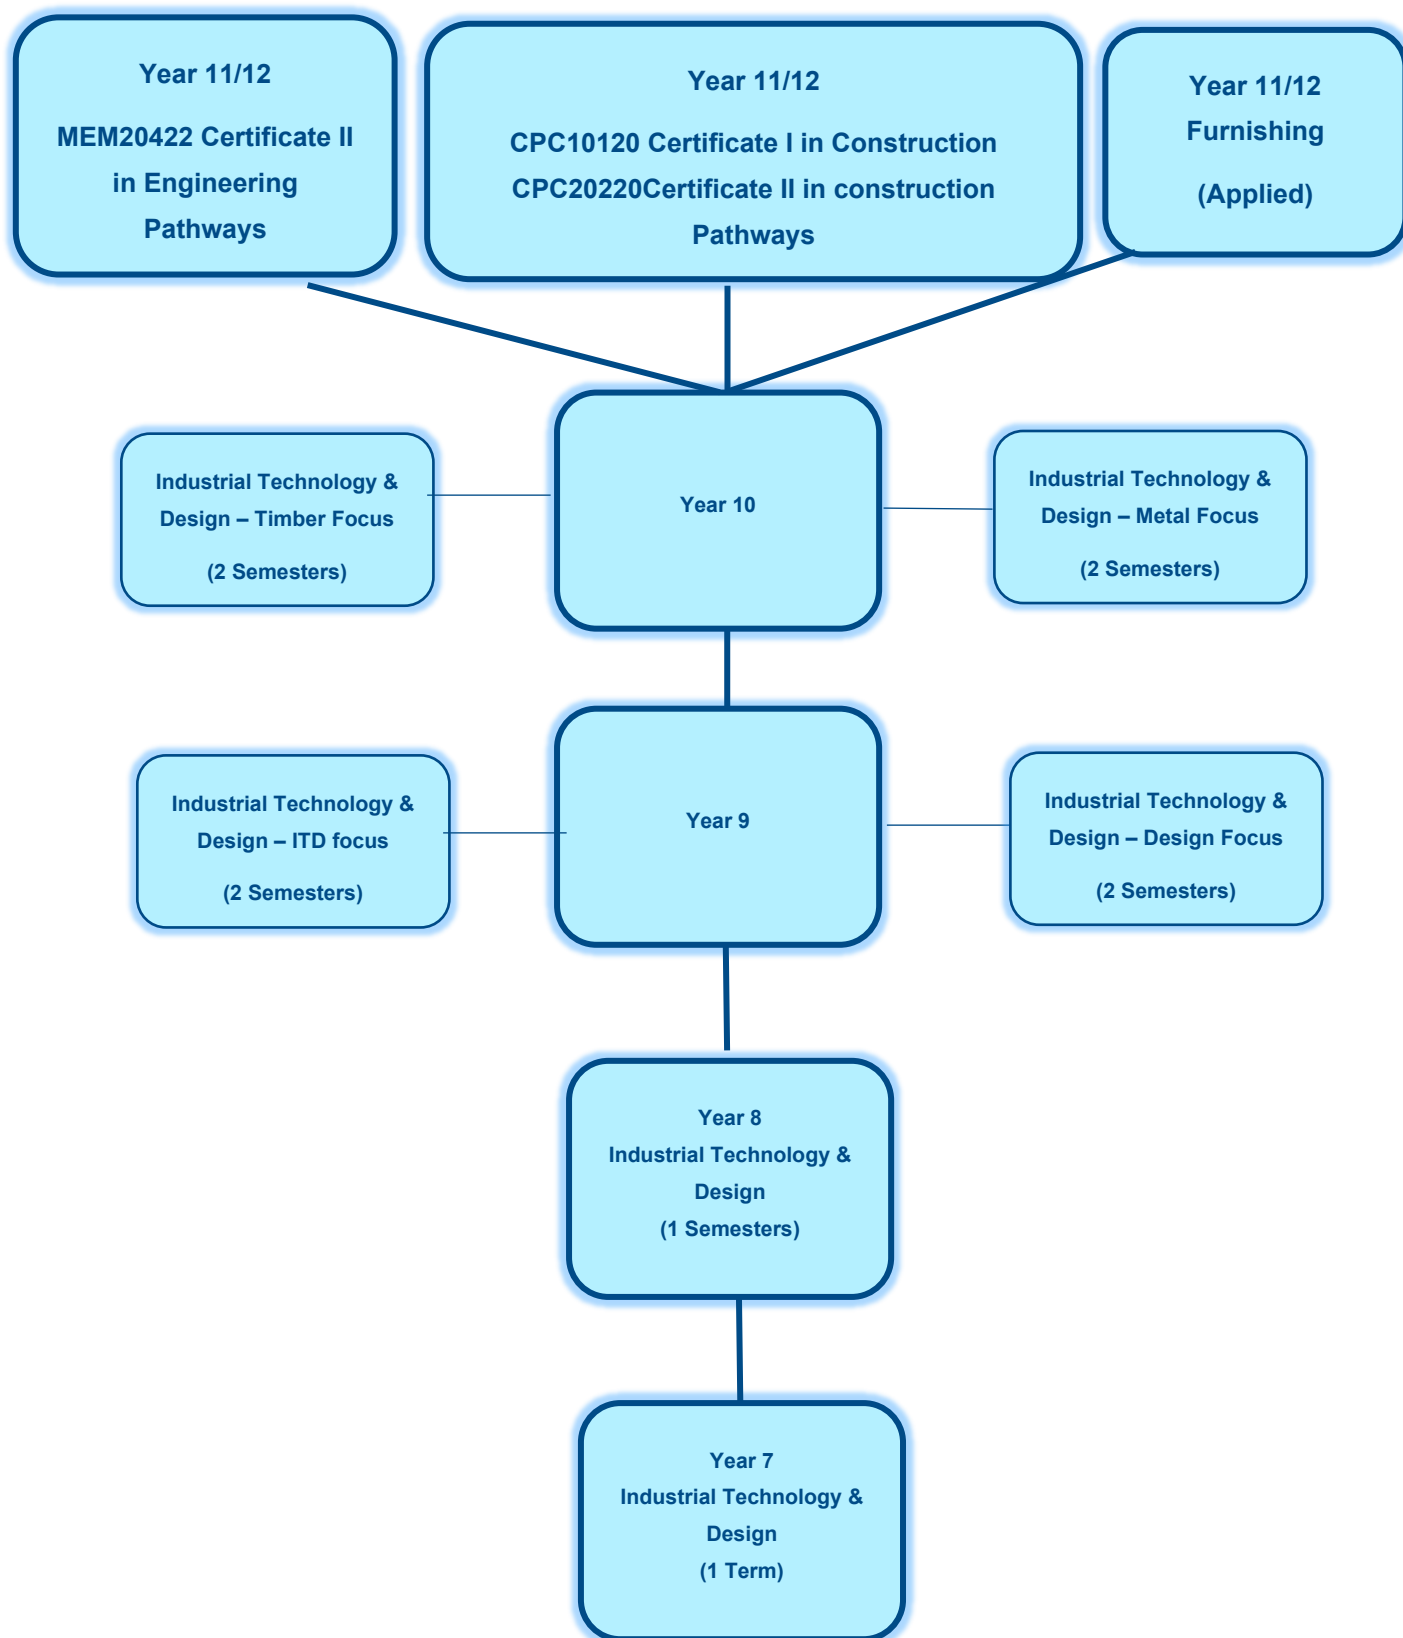 Year 11/12
MEM20422 Certificate II
in Engineering
Pathways
Year 11/12
CPC10120 Certificate I in Construction
CPC20220Certificate II in construction
Pathways
Year 11/12
Furnishing
(Applied)
Industrial Technology &
Design – Timber Focus
(2 Semesters)
Year 10
Industrial Technology &
Design – Metal Focus
(2 Semesters)
Industrial Technology &
Design – ITD focus
(2 Semesters)
Year 9
Industrial Technology &
Design – Design Focus
(2 Semesters)
Year 8
Industrial Technology &
Design
(1 Semesters)
Year 7
Industrial Technology &
Design
(1 Term)